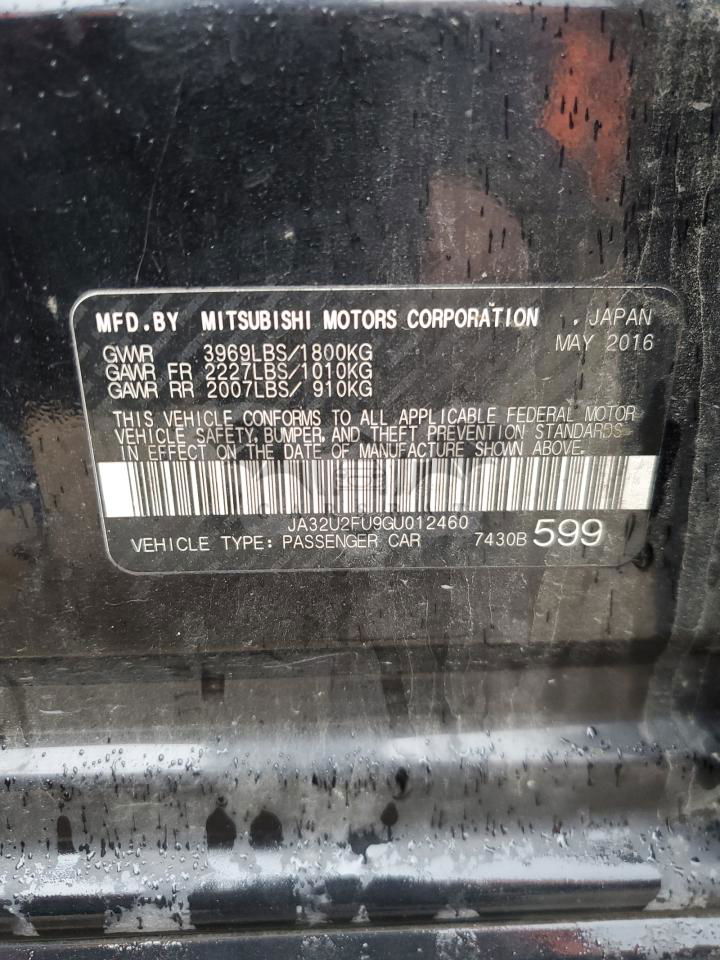 MFD.BY MITSUBISHI MOTORS CORPORATION , JAPAN
MAY 2016
GVWR 3969LBS/1800KG
GAWR FR 2227LBS/1010KG
GAWR RR 2007LBS/ 910KG
THIS VEHICLE CONFORMS TO ALL APPLICABLE FEDERAL MOTOR
VEHICLE SAFETY, BUMPER, AND THEFT PREVENTION STANDARDS
IN EFFECT ON THE DATE OF MANUFACTURE SHOWN ABOVE.
JA32U2FU9GU012460
VEHICLE TYPE: PASSENGER CAR 7430B 599